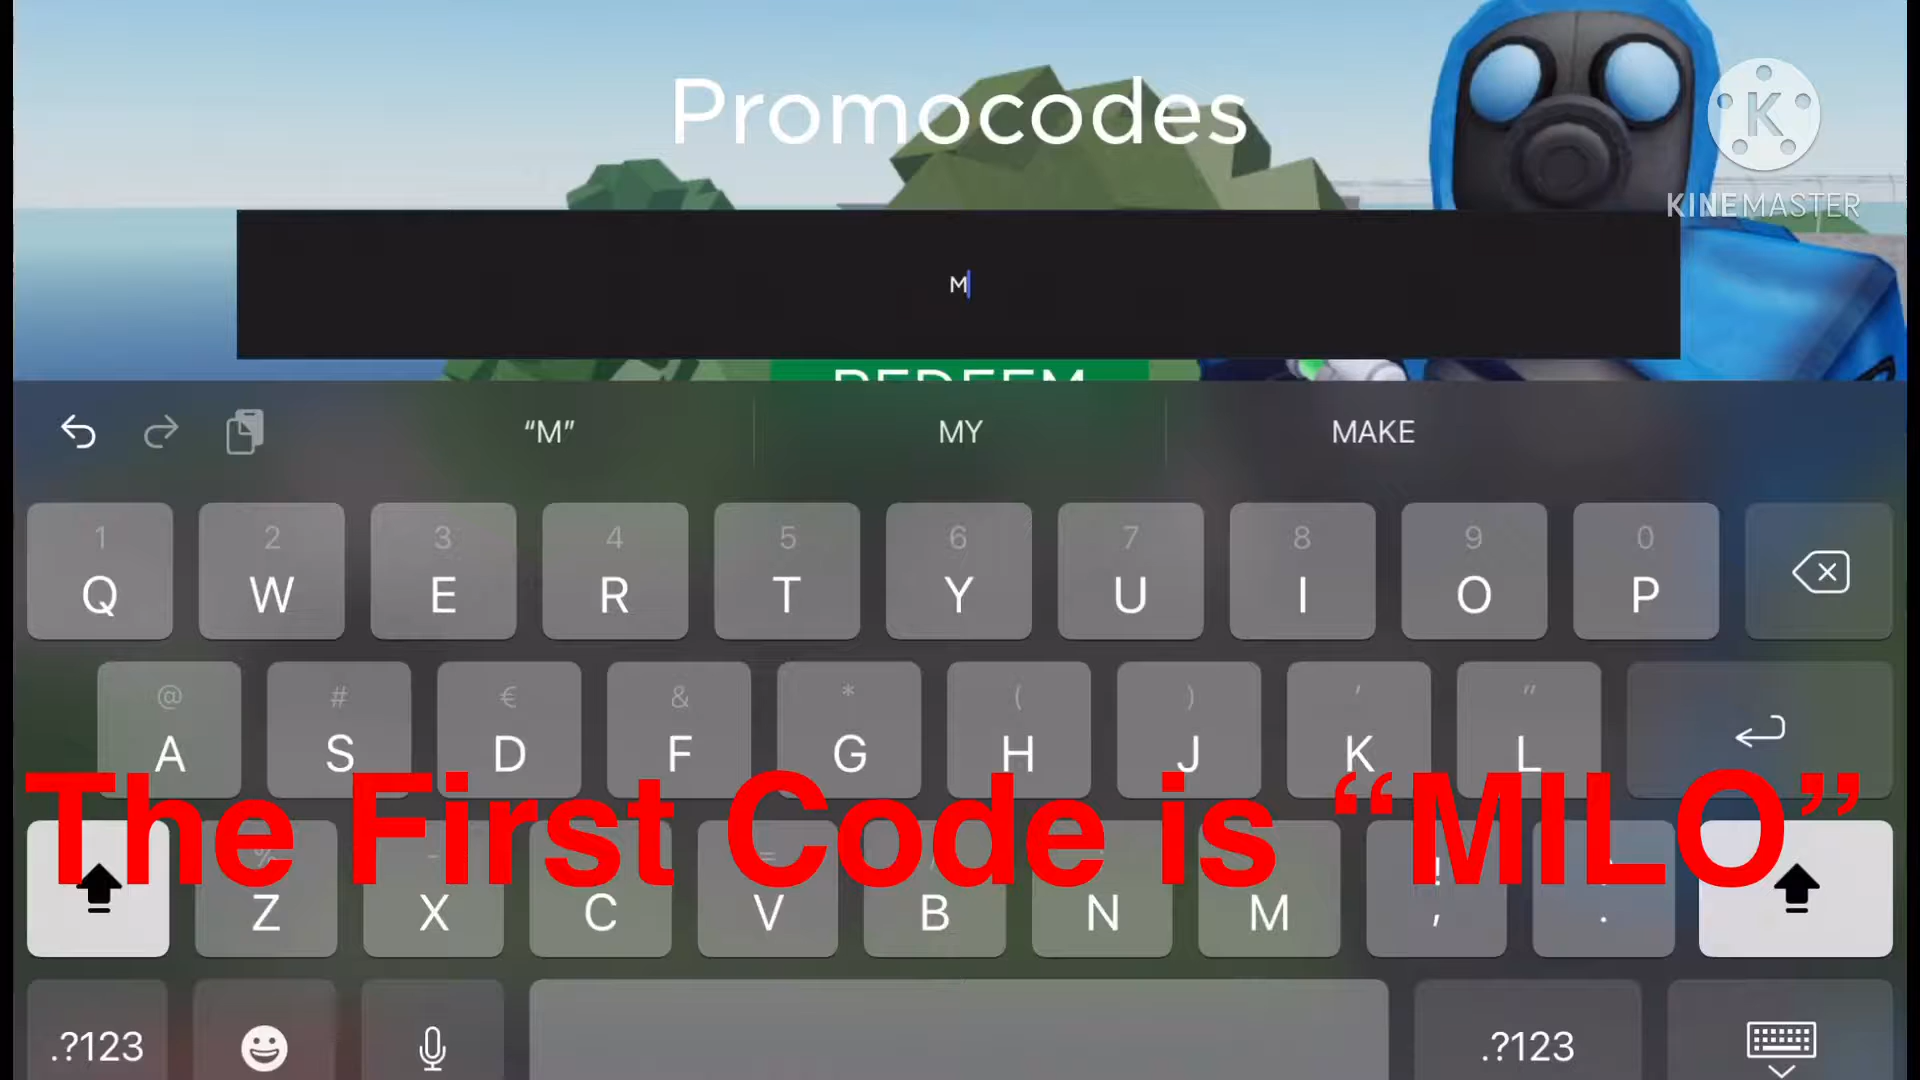 Promocodes
K
KINEMASTER
M
REDEEM
“M” MY MAKE
1 2 3 4 5 6 7 8 9 0
Q W E R T Y U I O P
@ # € & * ( ) ' "
A S D F G H J K L
The First Code is “MILO”
Z X C V B N M , .
.?123 .?123